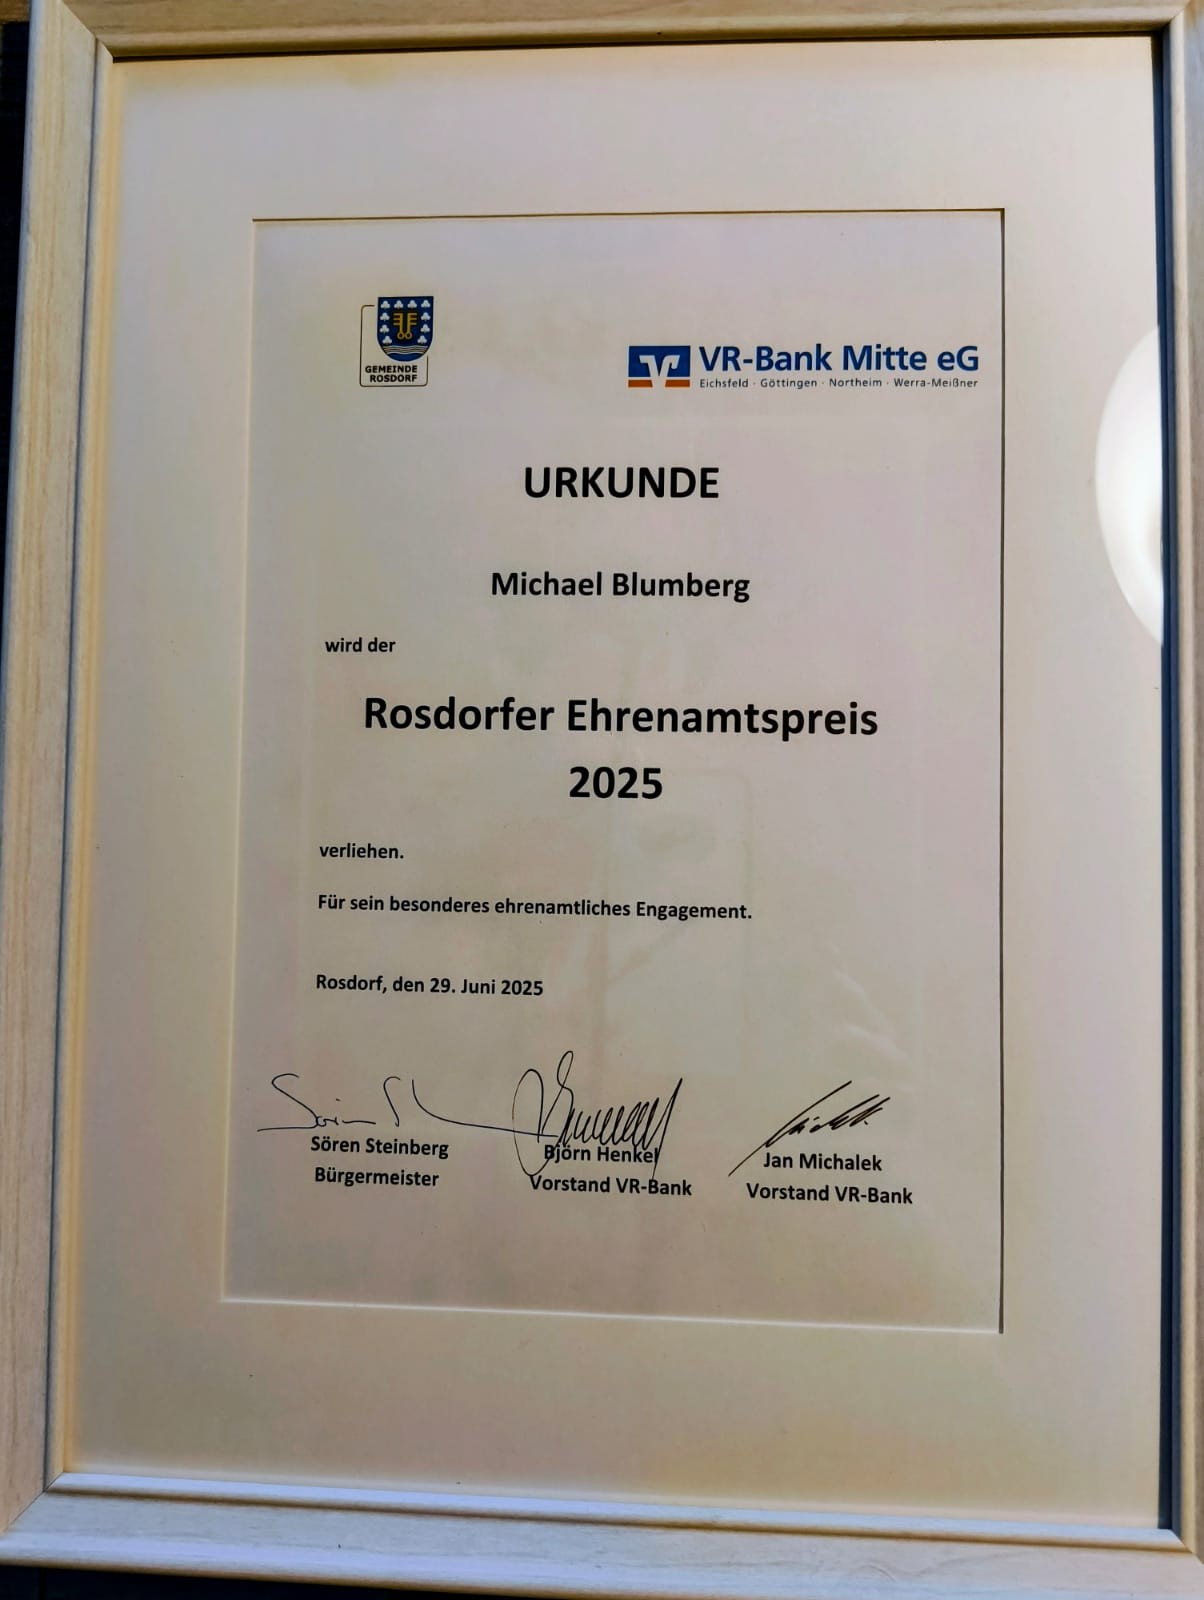 GEMEINDE
ROSDORF
VR-Bank Mitte eG
Eichsfeld · Göttingen · Northeim · Werra-Meißner
URKUNDE
Michael Blumberg
wird der
Rosdorfer Ehrenamtspreis
2025
verliehen.
Für sein besonderes ehrenamtliches Engagement.
Rosdorf, den 29. Juni 2025
Sören Steinberg
Bürgermeister
Björn Henkel
Vorstand VR-Bank
Jan Michalek
Vorstand VR-Bank